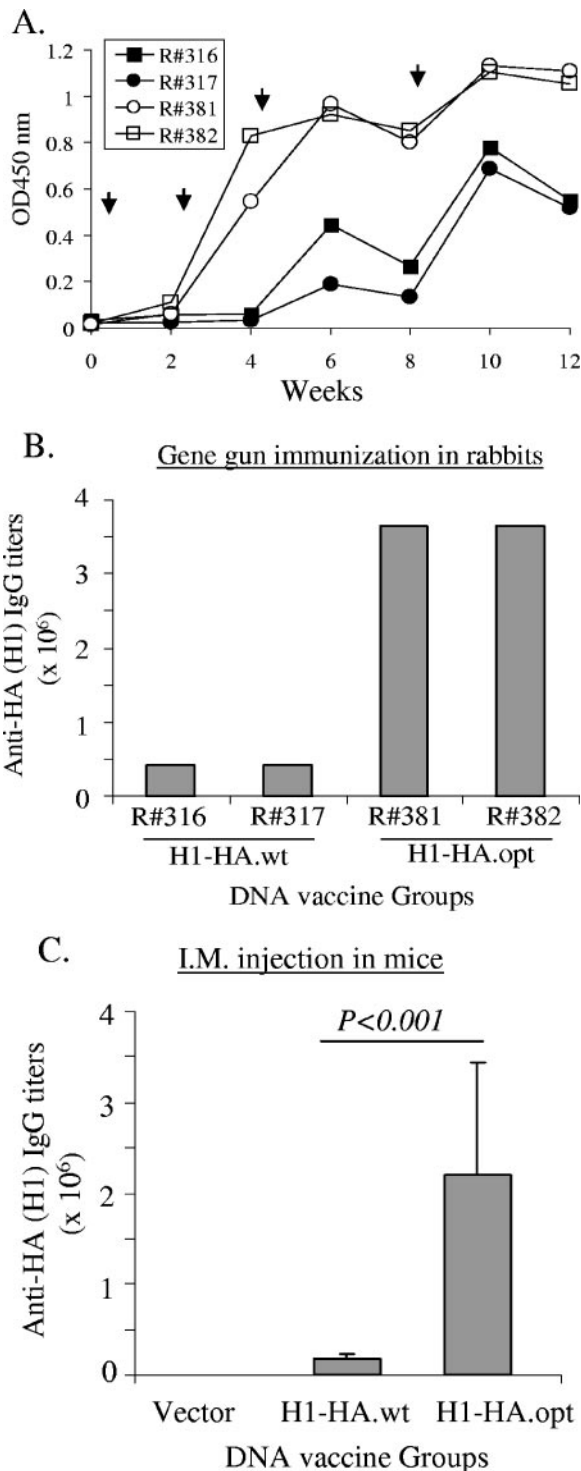 A.
1.2
1
0.8
0.6
0.4
0.2
0
OD450 nm
R#316
R#317
R#381
R#382
0 2 4 6 8 10 12
Weeks
B.
Gene gun immunization in rabbits
4
3
2
1
0
Anti-HA (H1) IgG titers
(x 10⁶)
R#316 R#317 R#381 R#382
H1-HA.wt H1-HA.opt
DNA vaccine Groups
C.
I.M. injection in mice
P<0.001
4
3
2
1
0
Anti-HA (H1) IgG titers
(x 10⁶)
Vector H1-HA.wt H1-HA.opt
DNA vaccine Groups